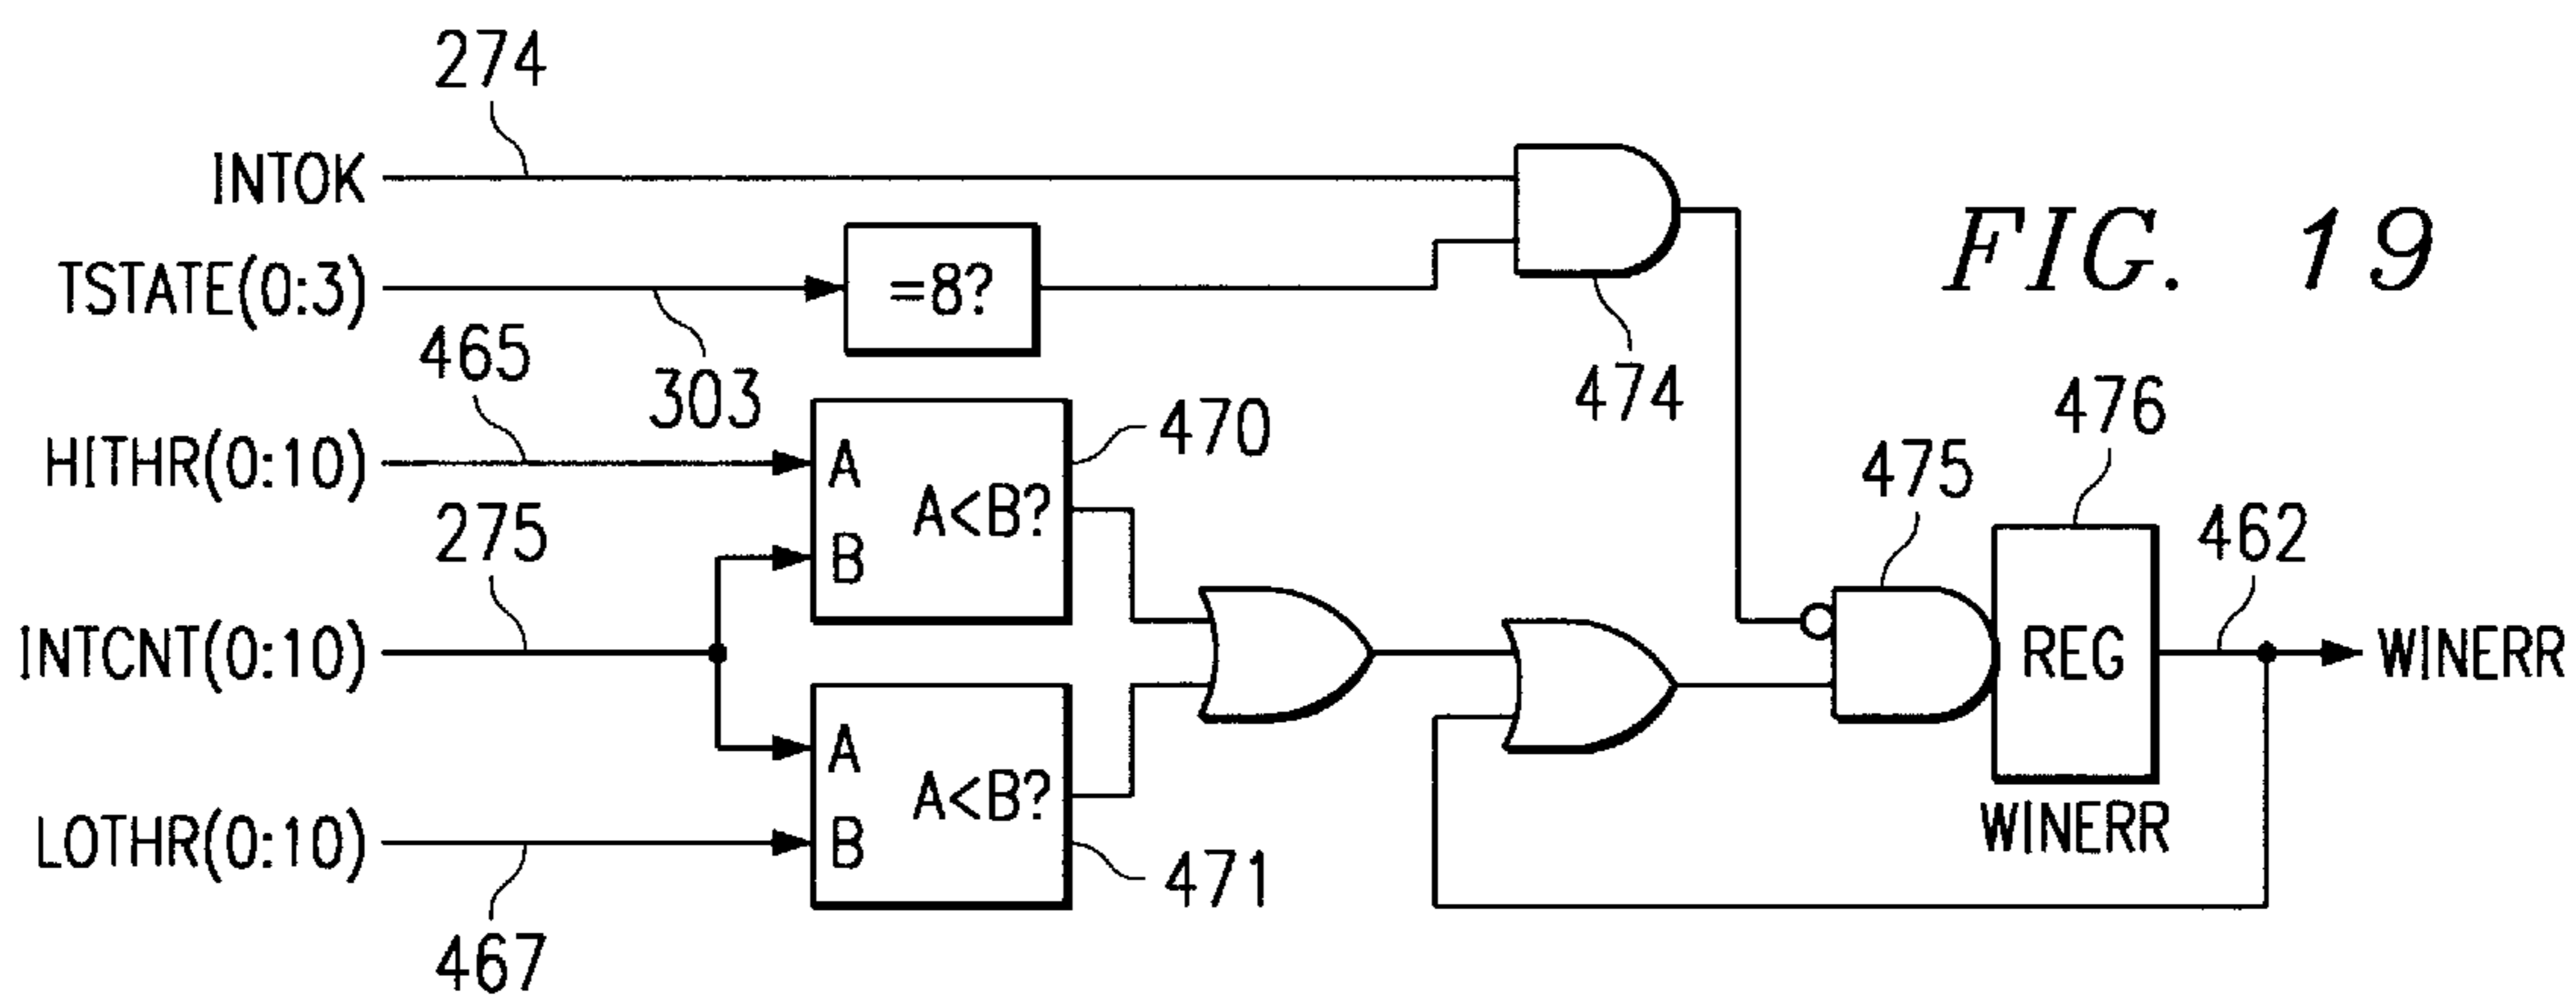 274
INTOK
FIG. 19
TSTATE(0:3)
=8?
303
474
465
HITHR(0:10)
A
B
A<B?
470
476
475
275
INTCNT(0:10)
REG
462
WINERR
WINERR
A
B
A<B?
471
LOTHR(0:10)
467